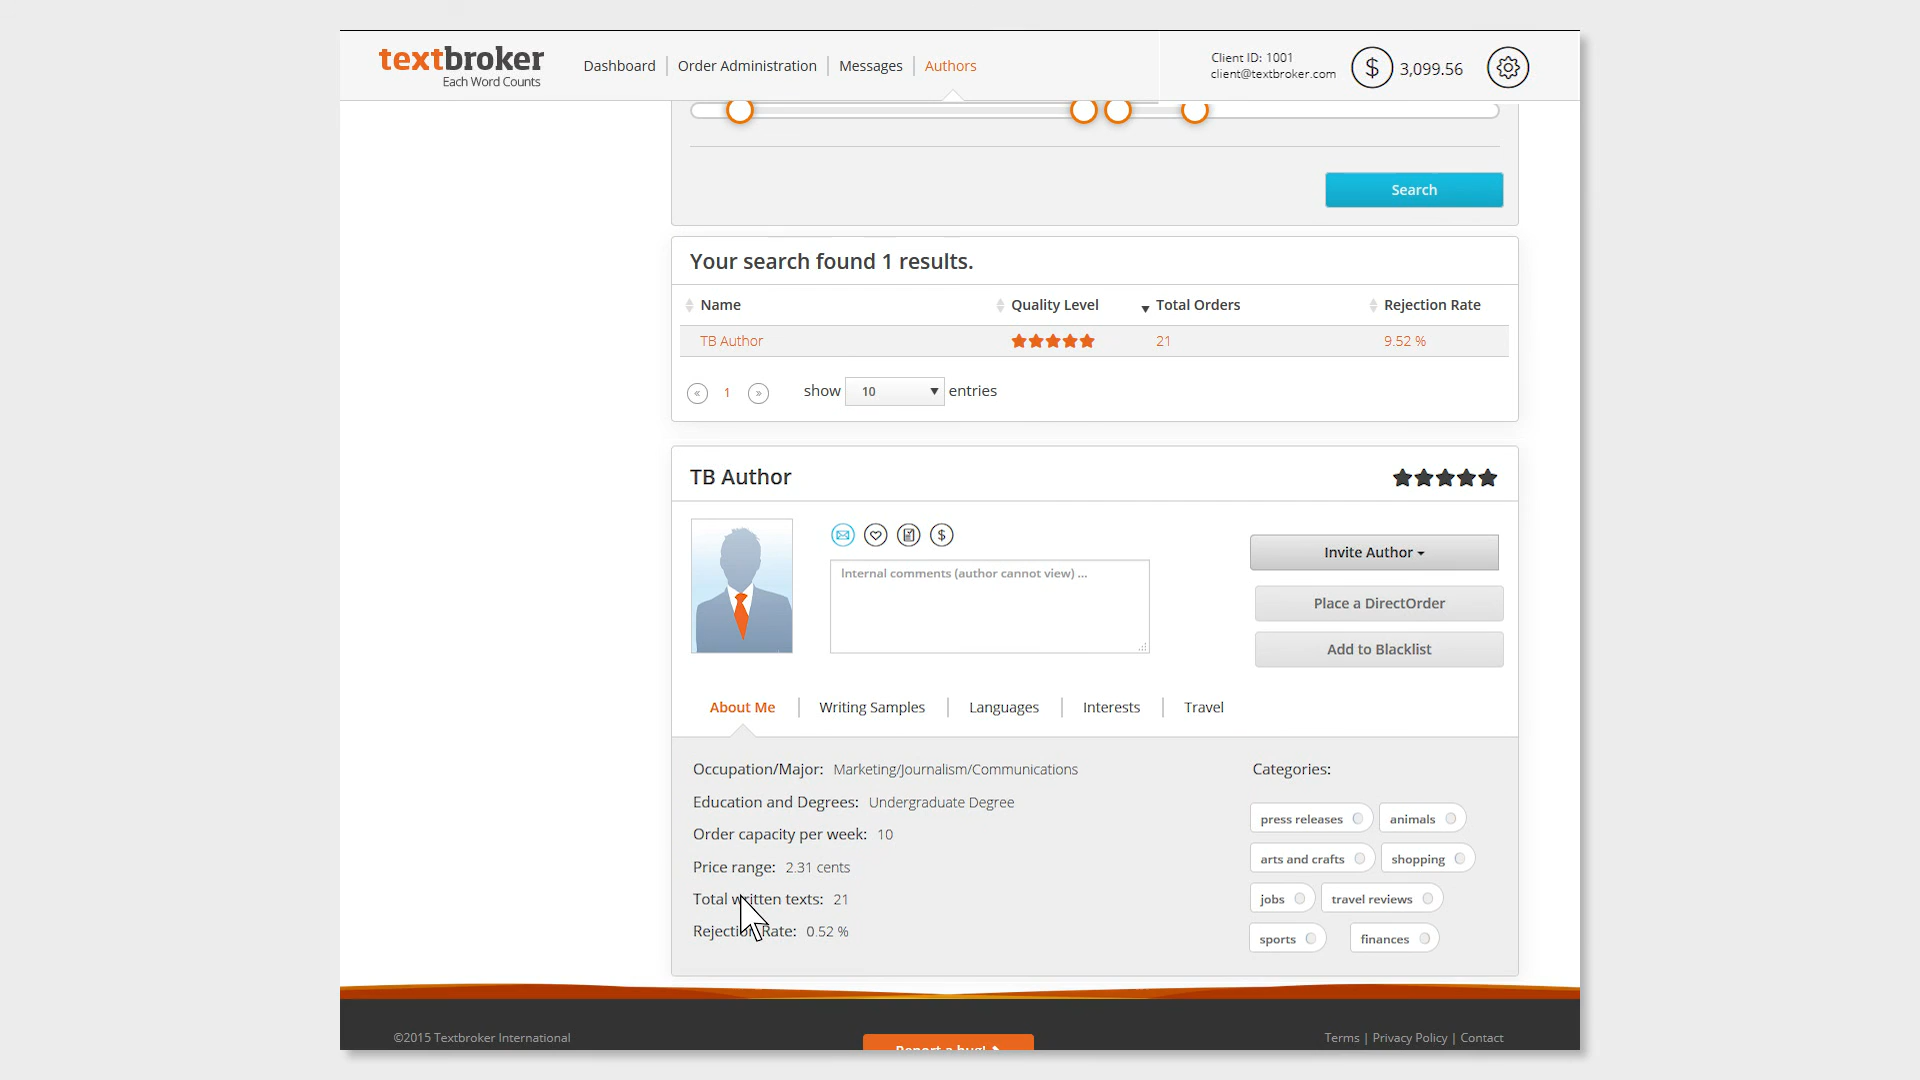 textbroker
Each Word Counts
Dashboard | Order Administration | Messages | Authors
Client ID: 1001
client@textbroker.com
$ 3,099.56
Search
Your search found 1 results.
Name Quality Level Total Orders Rejection Rate
TB Author 21 9.52 %
« 1 » show 10 entries
TB Author
$
Internal comments (author cannot view) ...
Invite Author
Place a DirectOrder
Add to Blacklist
About Me | Writing Samples | Languages | Interests | Travel
Occupation/Major: Marketing/Journalism/Communications
Education and Degrees: Undergraduate Degree
Order capacity per week: 10
Price range: 2.31 cents
Total written texts: 21
Rejection Rate: 0.52 %
Categories:
press releases animals
arts and crafts shopping
jobs travel reviews
sports finances
©2015 Textbroker International
Report a bug!
Terms | Privacy Policy | Contact